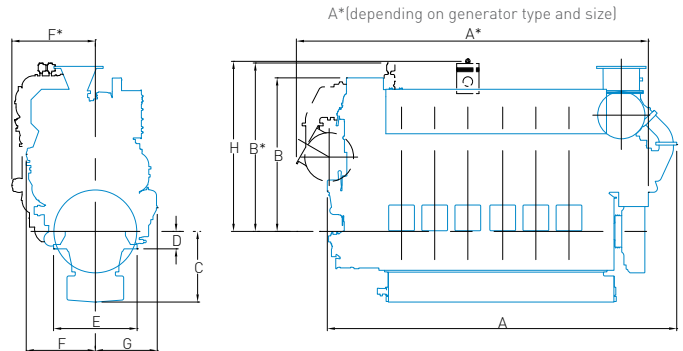 A*(depending on generator type and size)
F*
A*
H
B*
B
D
C
E
F
G
A